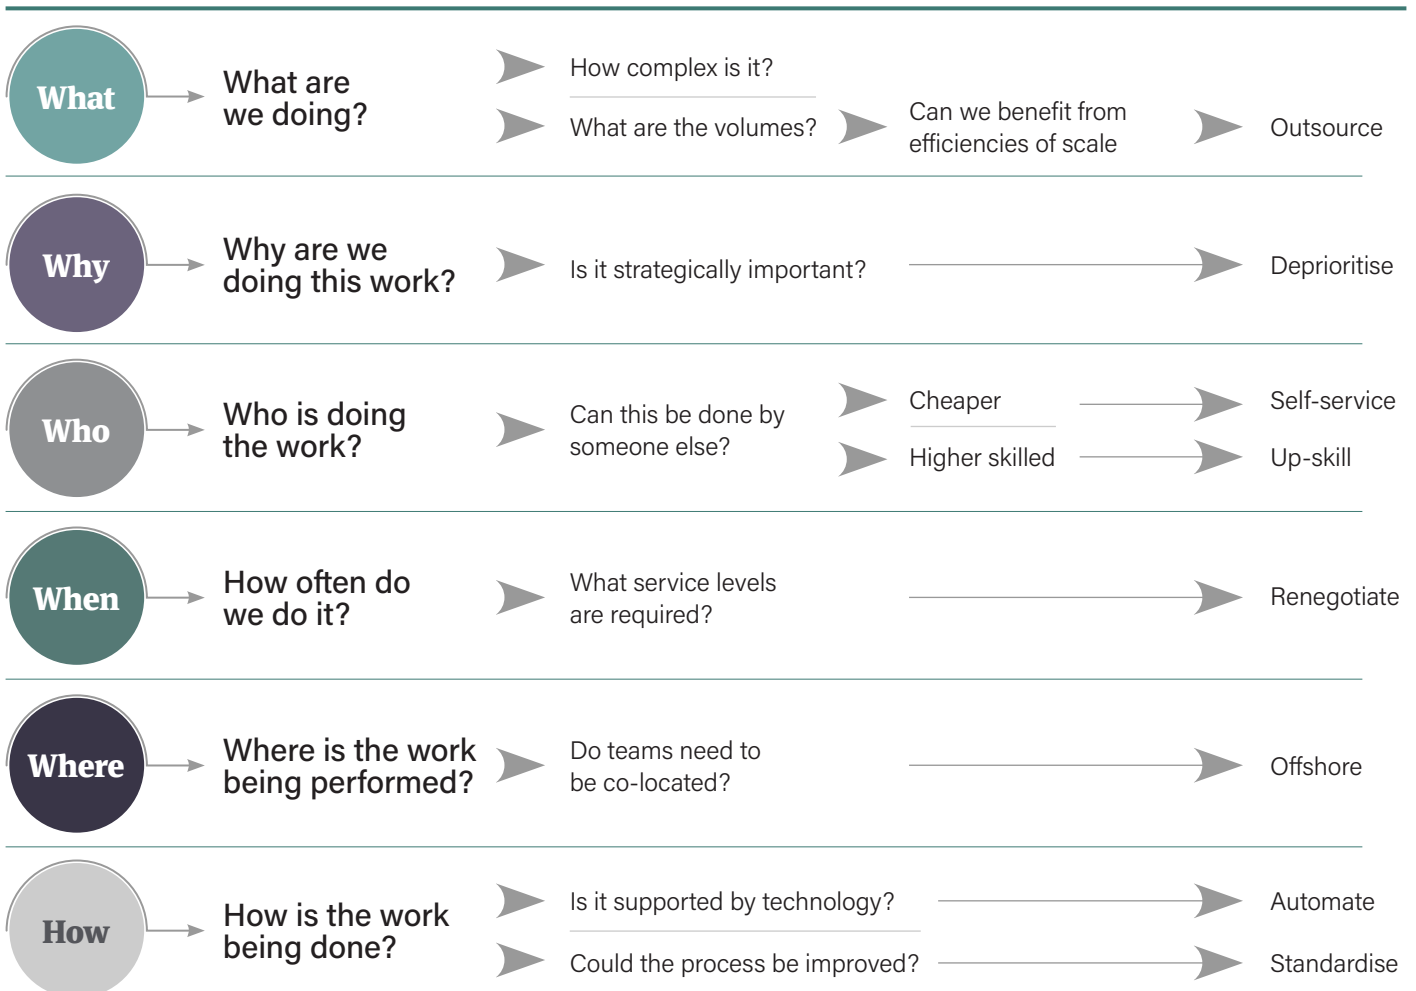 What
What are
we doing?
How complex is it?
What are the volumes?
Can we benefit from
efficiencies of scale
Outsource
Why
Why are we
doing this work?
Is it strategically important?
Deprioritise
Who
Who is doing
the work?
Can this be done by
someone else?
Cheaper
Self-service
Higher skilled
Up-skill
When
How often do
we do it?
What service levels
are required?
Renegotiate
Where
Where is the work
being performed?
Do teams need to
be co-located?
Offshore
How
How is the work
being done?
Is it supported by technology?
Automate
Could the process be improved?
Standardise